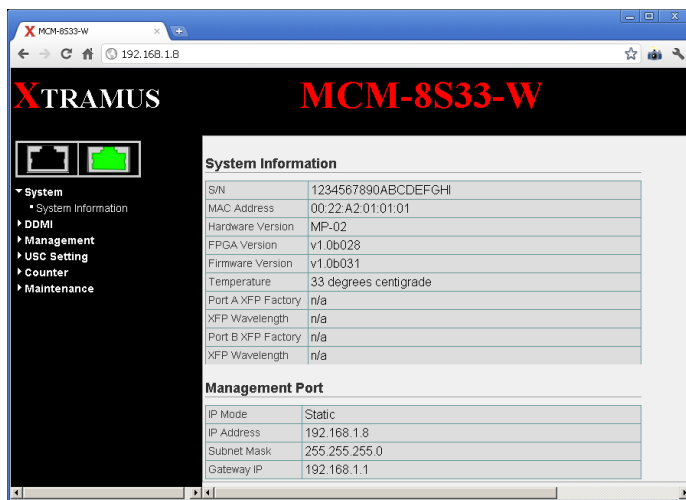 MCM-8S33-W
192.168.1.8
XTRAMUS
MCM-8S33-W
System
System Information
DDMI
Management
USC Setting
Counter
Maintenance
System Information
S/N 1234567890ABCDEFGHI
MAC Address 00:22:A2:01:01:01
Hardware Version MP-02
FPGA Version v1.0b028
Firmware Version v1.0b031
Temperature 33 degrees centigrade
Port A XFP Factory n/a
XFP Wavelength n/a
Port B XFP Factory n/a
XFP Wavelength n/a
Management Port
IP Mode Static
IP Address 192.168.1.8
Subnet Mask 255.255.255.0
Gateway IP 192.168.1.1